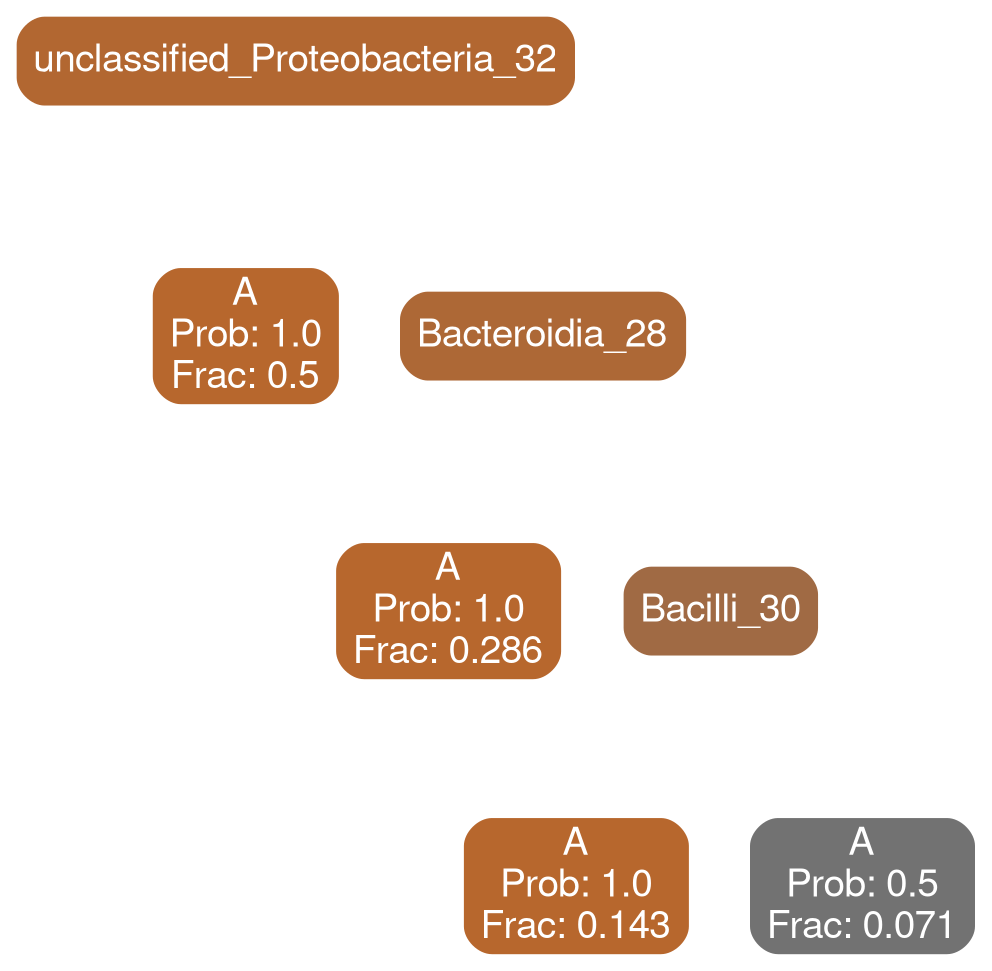 unclassified_Proteobacteria_32
A
Prob: 1.0
Frac: 0.5
Bacteroidia_28
A
Prob: 1.0
Frac: 0.286
Bacilli_30
A
Prob: 1.0
Frac: 0.143
A
Prob: 0.5
Frac: 0.071